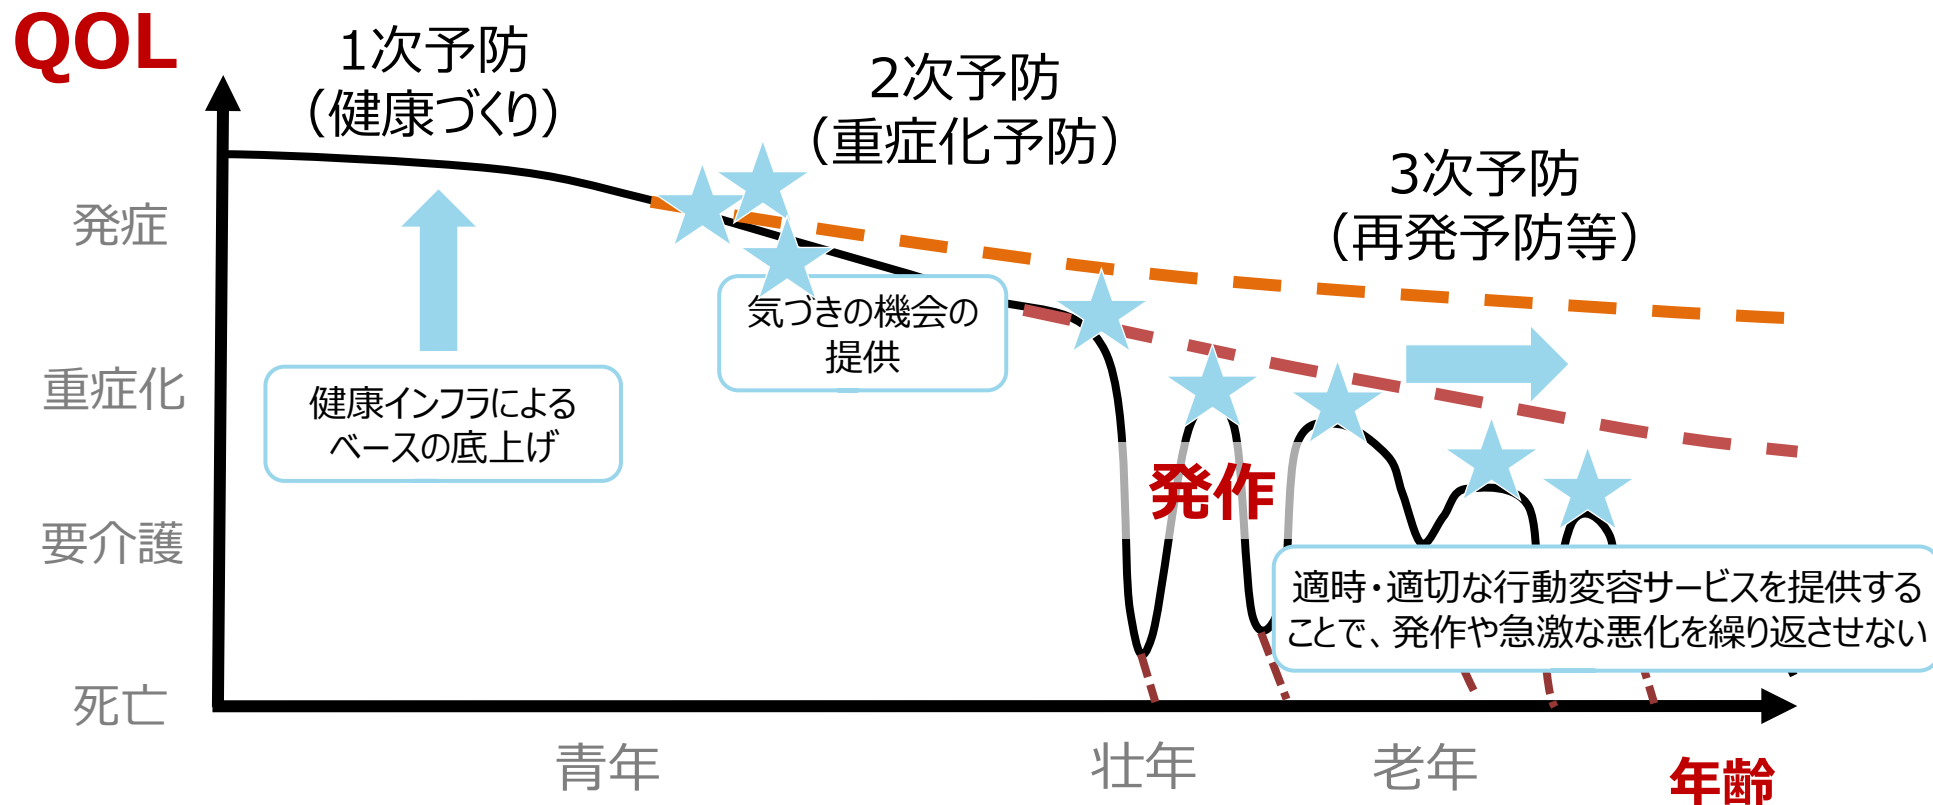 QOL
1次予防
（健康づくり）
2次予防
（重症化予防）
3次予防
（再発予防等）
発症
重症化
要介護
死亡
気づきの機会の
提供
健康インフラによる
ベースの底上げ
発作
適時・適切な行動変容サービスを提供する
ことで、発作や急激な悪化を繰り返させない
青年
壮年
老年
年齢